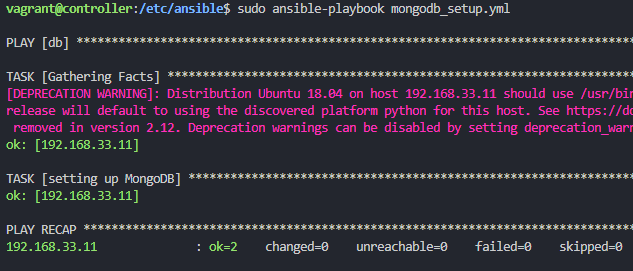 vagrant@controller:/etc/ansible$ sudo ansible-playbook mongodb_setup.yml
PLAY [db] **************************************************************************
TASK [Gathering Facts] **************************************************************
[DEPRECATION WARNING]: Distribution Ubuntu 18.04 on host 192.168.33.11 should use /usr/bin
release will default to using the discovered platform python for this host. See https://do
removed in version 2.12. Deprecation warnings can be disabled by setting deprecation_warn
ok: [192.168.33.11]
TASK [setting up MongoDB] ***********************************************************
ok: [192.168.33.11]
PLAY RECAP *************************************************************************
192.168.33.11 : ok=2 changed=0 unreachable=0 failed=0 skipped=0